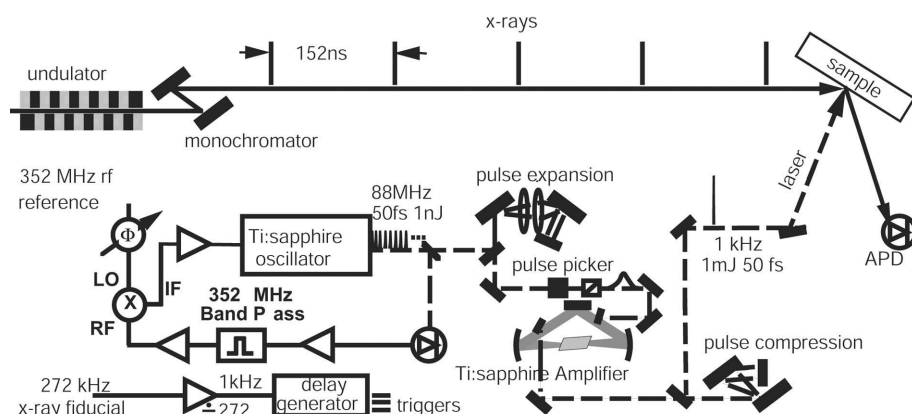 x-rays
152ns
undulator
monochromator
sample
352 MHz rf
reference
Φ
LO
IF
X
RF
Ti:sapphire
oscillator
88MHz
50fs 1nJ
352 MHz
Band P ass
pulse expansion
pulse picker
Ti:sapphire Amplifier
laser
1 kHz
1mJ 50 fs
APD
pulse compression
272 kHz
x-ray fiducial
1kHz
÷ 272
delay
generator
triggers